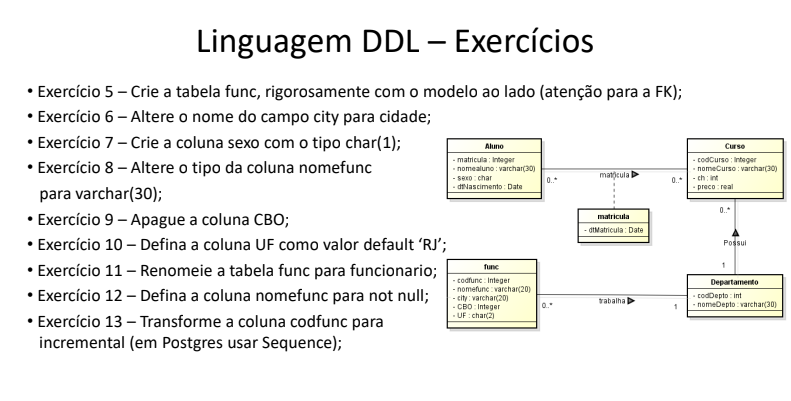 Linguagem DDL – Exercícios
• Exercício 5 – Crie a tabela func, rigorosamente com o modelo ao lado (atenção para a FK);
• Exercício 6 – Altere o nome do campo city para cidade;
• Exercício 7 – Crie a coluna sexo com o tipo char(1);
• Exercício 8 – Altere o tipo da coluna nomefunc
para varchar(30);
• Exercício 9 – Apague a coluna CBO;
• Exercício 10 – Defina a coluna UF como valor default ‘RJ’;
• Exercício 11 – Renomeie a tabela func para funcionario;
• Exercício 12 – Defina a coluna nomefunc para not null;
• Exercício 13 – Transforme a coluna codfunc para
incremental (em Postgres usar Sequence);
Aluno
- matricula : Integer
- nomealuno : varchar(30)
- sexo : char
- dtNascimento : Date
0..*
matrícula
0..*
Curso
- codCurso : Integer
- nomeCurso : varchar(30)
- ch : int
- preco : real
0..*
matricula
- dtMatricula : Date
Possui
1
func
- codfunc : Integer
- nomefunc : varchar(20)
- city : varchar(20)
- CBO : Integer
- UF : char(2)
0..*
trabalha
1
Departamento
- codDepto : int
- nomeDepto : varchar(30)